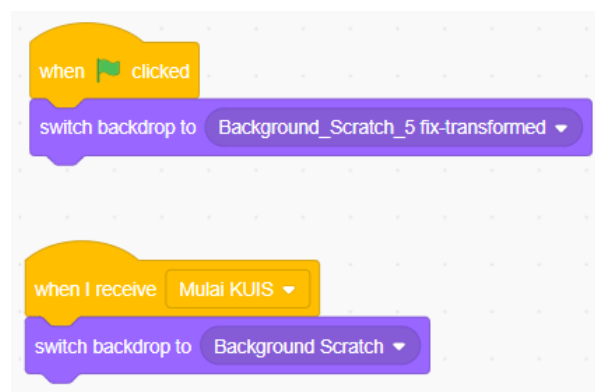 when clicked
switch backdrop to Background_Scratch_5 fix-transformed
when I receive Mulai KUIS
switch backdrop to Background Scratch